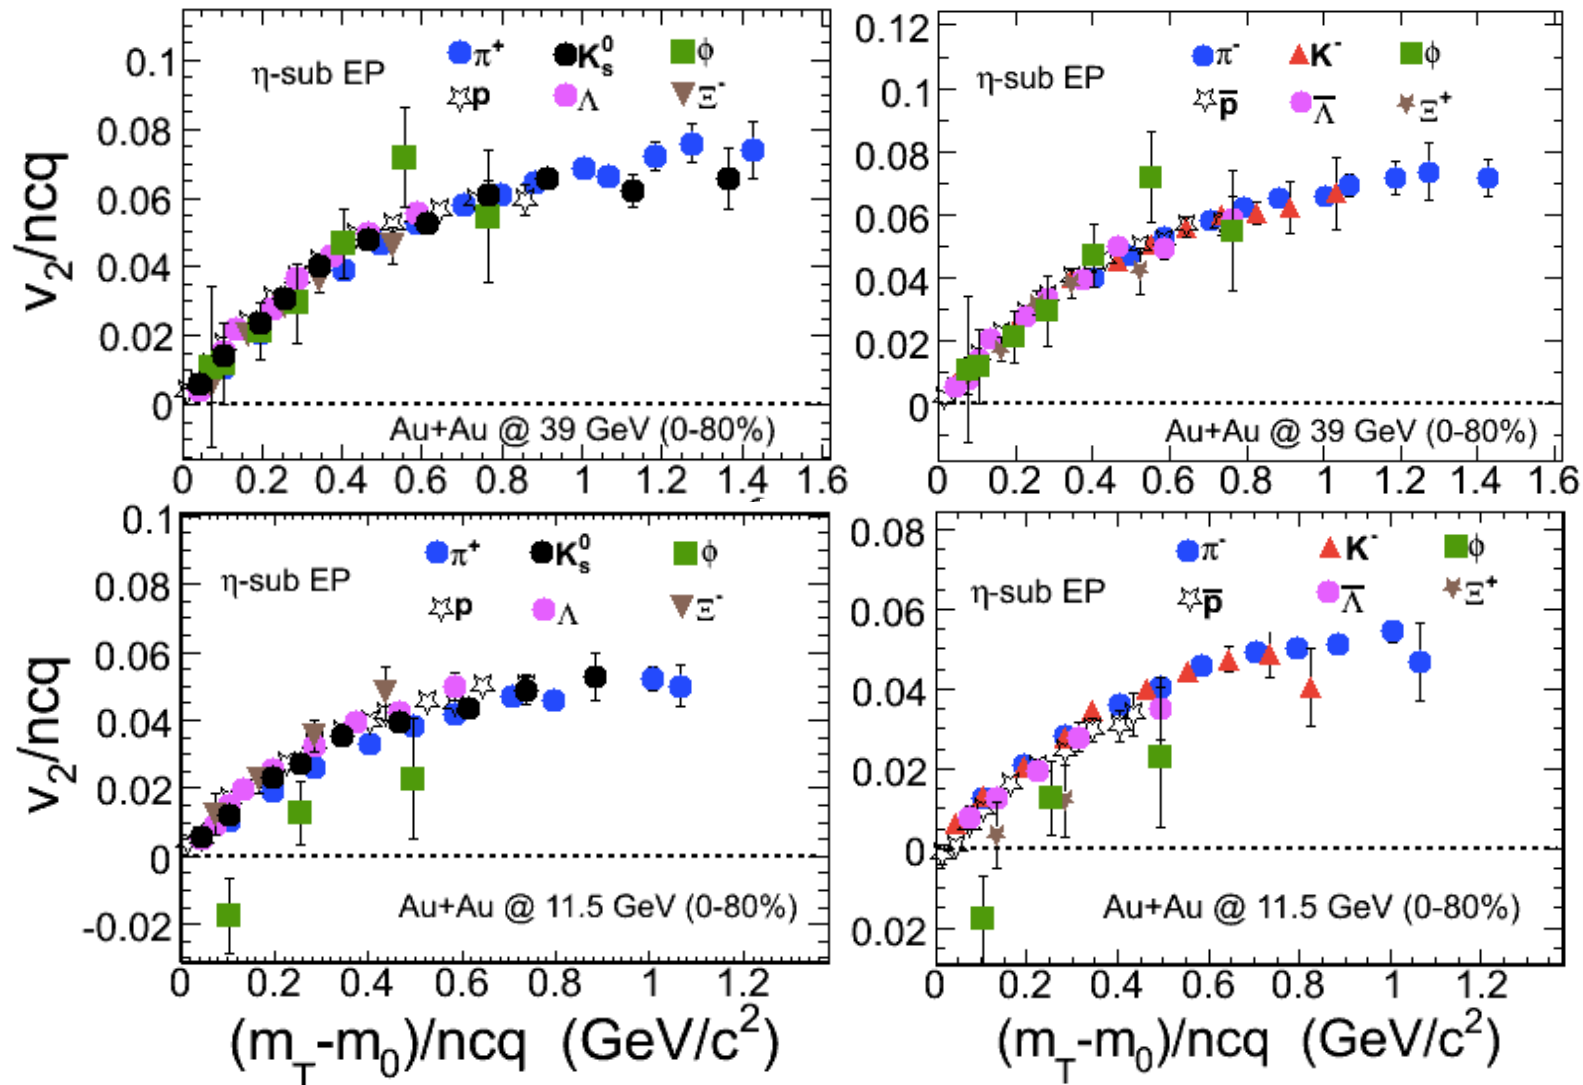 v2/ncq
0.1
0.08
0.06
0.04
0.02
0
η-sub EP
π+ K0s ϕ
p Λ Ξ-
Au+Au @ 39 GeV (0-80%)
0 0.2 0.4 0.6 0.8 1 1.2 1.4 1.6
0.12
0.1
0.08
0.06
0.04
0.02
0
η-sub EP
π- K- ϕ
p̅ Λ̅ Ξ+
Au+Au @ 39 GeV (0-80%)
0 0.2 0.4 0.6 0.8 1 1.2 1.4 1.6
v2/ncq
0.1
0.08
0.06
0.04
0.02
0
-0.02
η-sub EP
π+ K0s ϕ
p Λ Ξ-
Au+Au @ 11.5 GeV (0-80%)
0 0.2 0.4 0.6 0.8 1 1.2
(mT-m0)/ncq (GeV/c2)
0.08
0.06
0.04
0.02
0
0.02
η-sub EP
π- K- ϕ
p̅ Λ̅ Ξ+
Au+Au @ 11.5 GeV (0-80%)
0 0.2 0.4 0.6 0.8 1 1.2
(mT-m0)/ncq (GeV/c2)